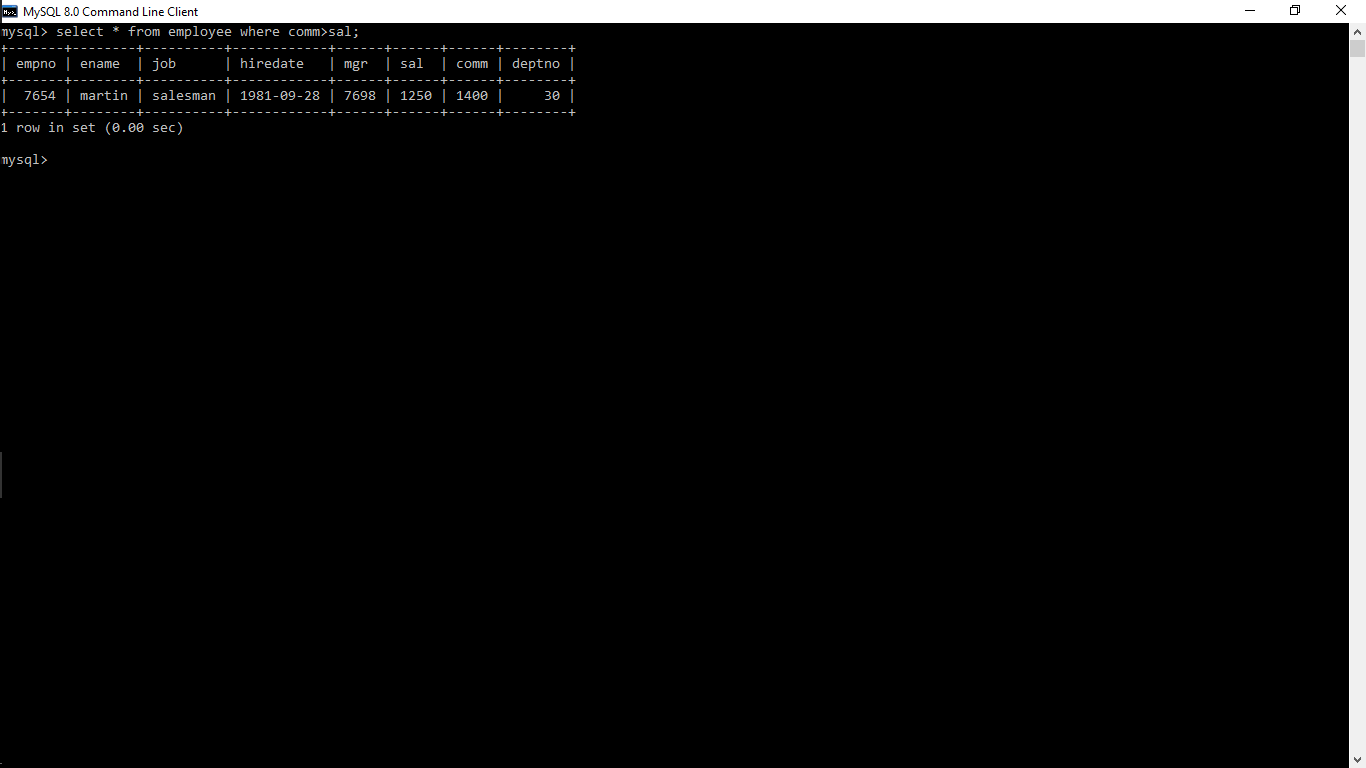 MySQL 8.0 Command Line Client
mysql> select * from employee where comm>sal;
+-------+--------+----------+------------+------+------+------+--------+
| empno | ename  | job      | hiredate   | mgr  | sal  | comm | deptno |
+-------+--------+----------+------------+------+------+------+--------+
|  7654 | martin | salesman | 1981-09-28 | 7698 | 1250 | 1400 |     30 |
+-------+--------+----------+------------+------+------+------+--------+
1 row in set (0.00 sec)
mysql>